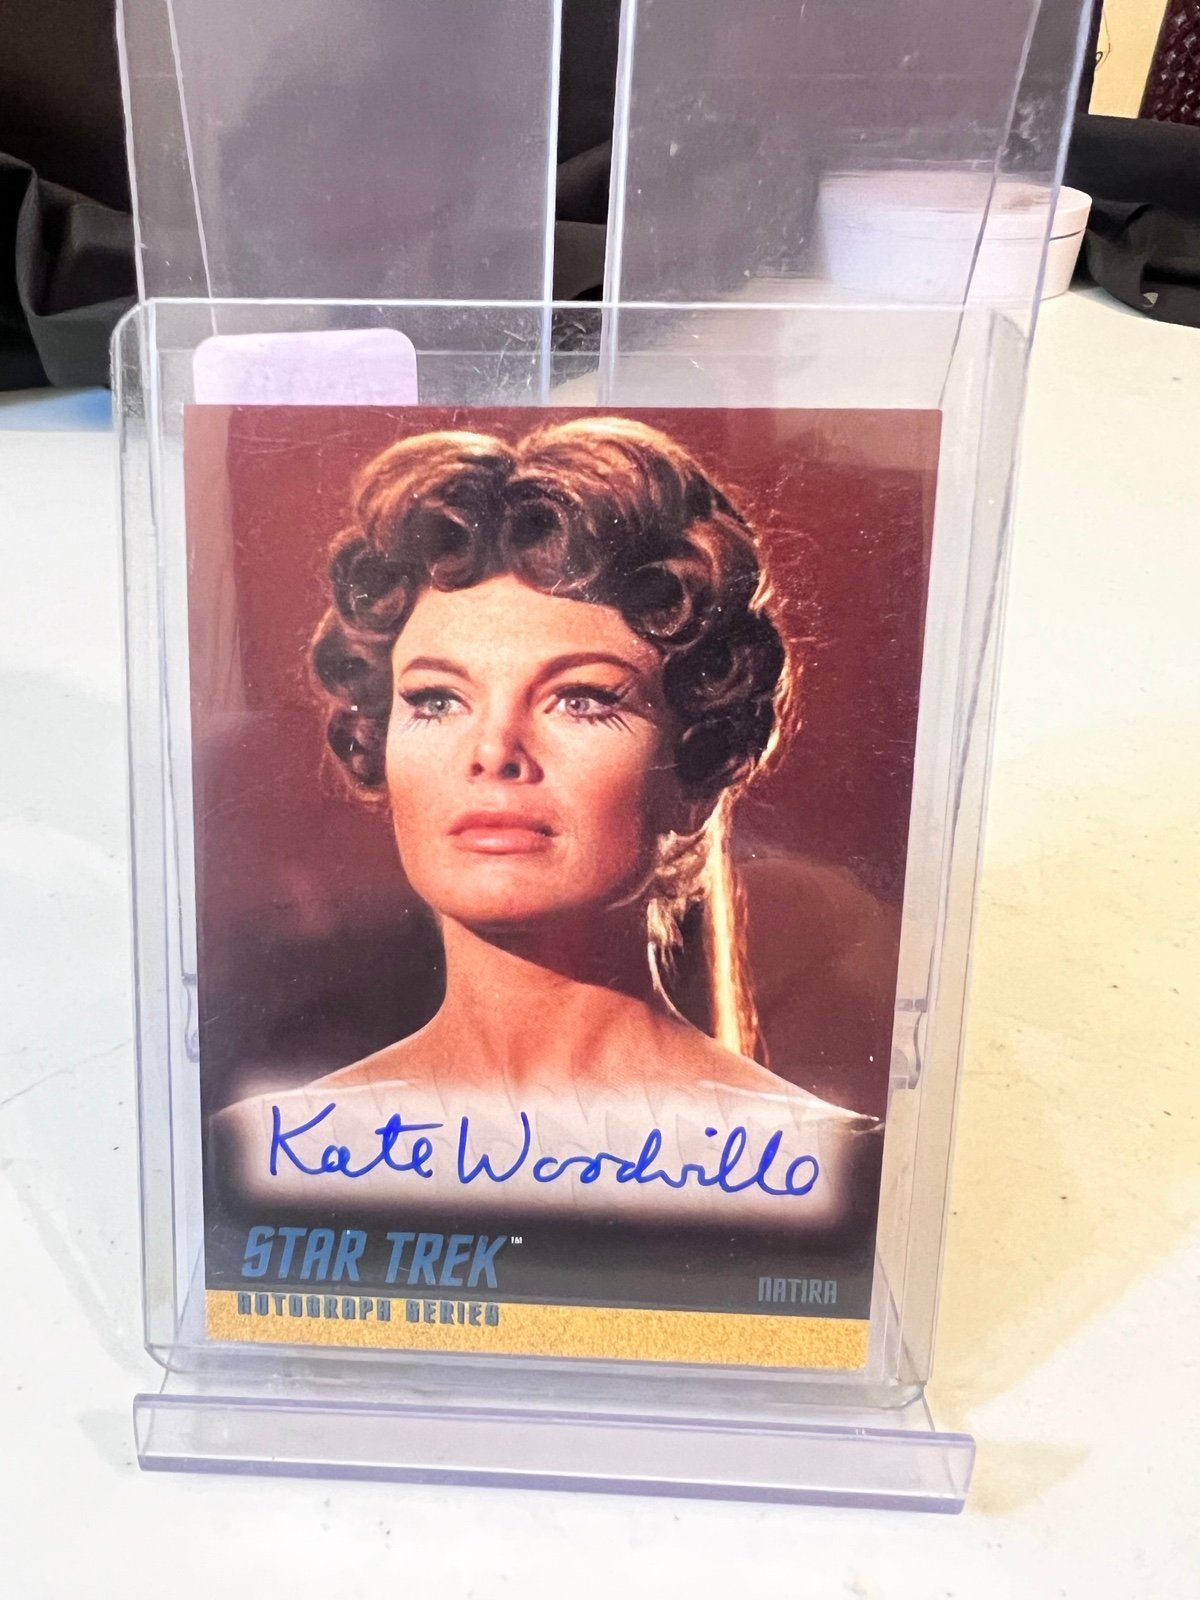 Kate Woodville
STAR TREK™
NATIRA
AUTOGRAPH SERIES